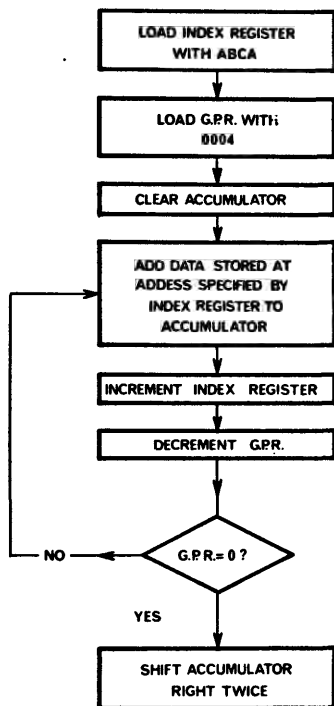 LOAD INDEX REGISTER
WITH ABCA
LOAD G.P.R. WITH
0004
CLEAR ACCUMULATOR
ADD DATA STORED AT
ADDESS SPECIFIED BY
INDEX REGISTER TO
ACCUMULATOR
INCREMENT INDEX REGISTER
DECREMENT G.P.R.
G.P.R.= 0 ?
NO
YES
SHIFT ACCUMULATOR
RIGHT TWICE